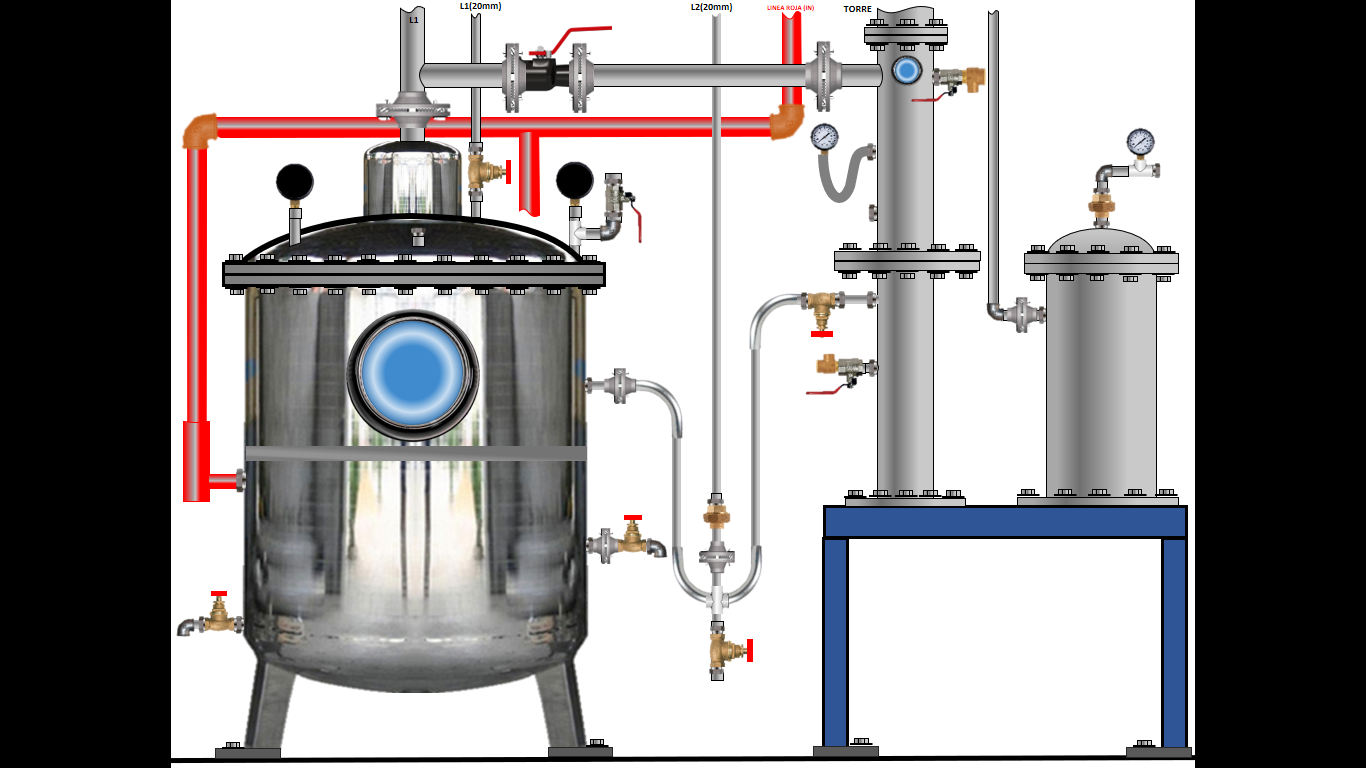 L1
L1(20mm)
L2(20mm)
LINEA ROJA (IN)
TORRE